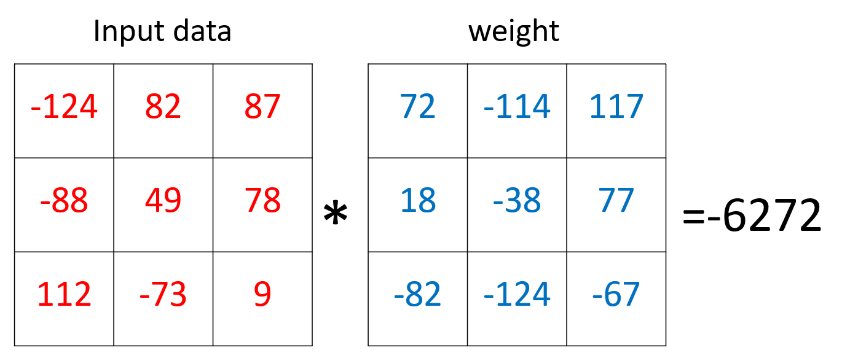 Input data weight
-124 82 87 72 -114 117
-88 49 78 * 18 -38 77 =-6272
112 -73 9 -82 -124 -67